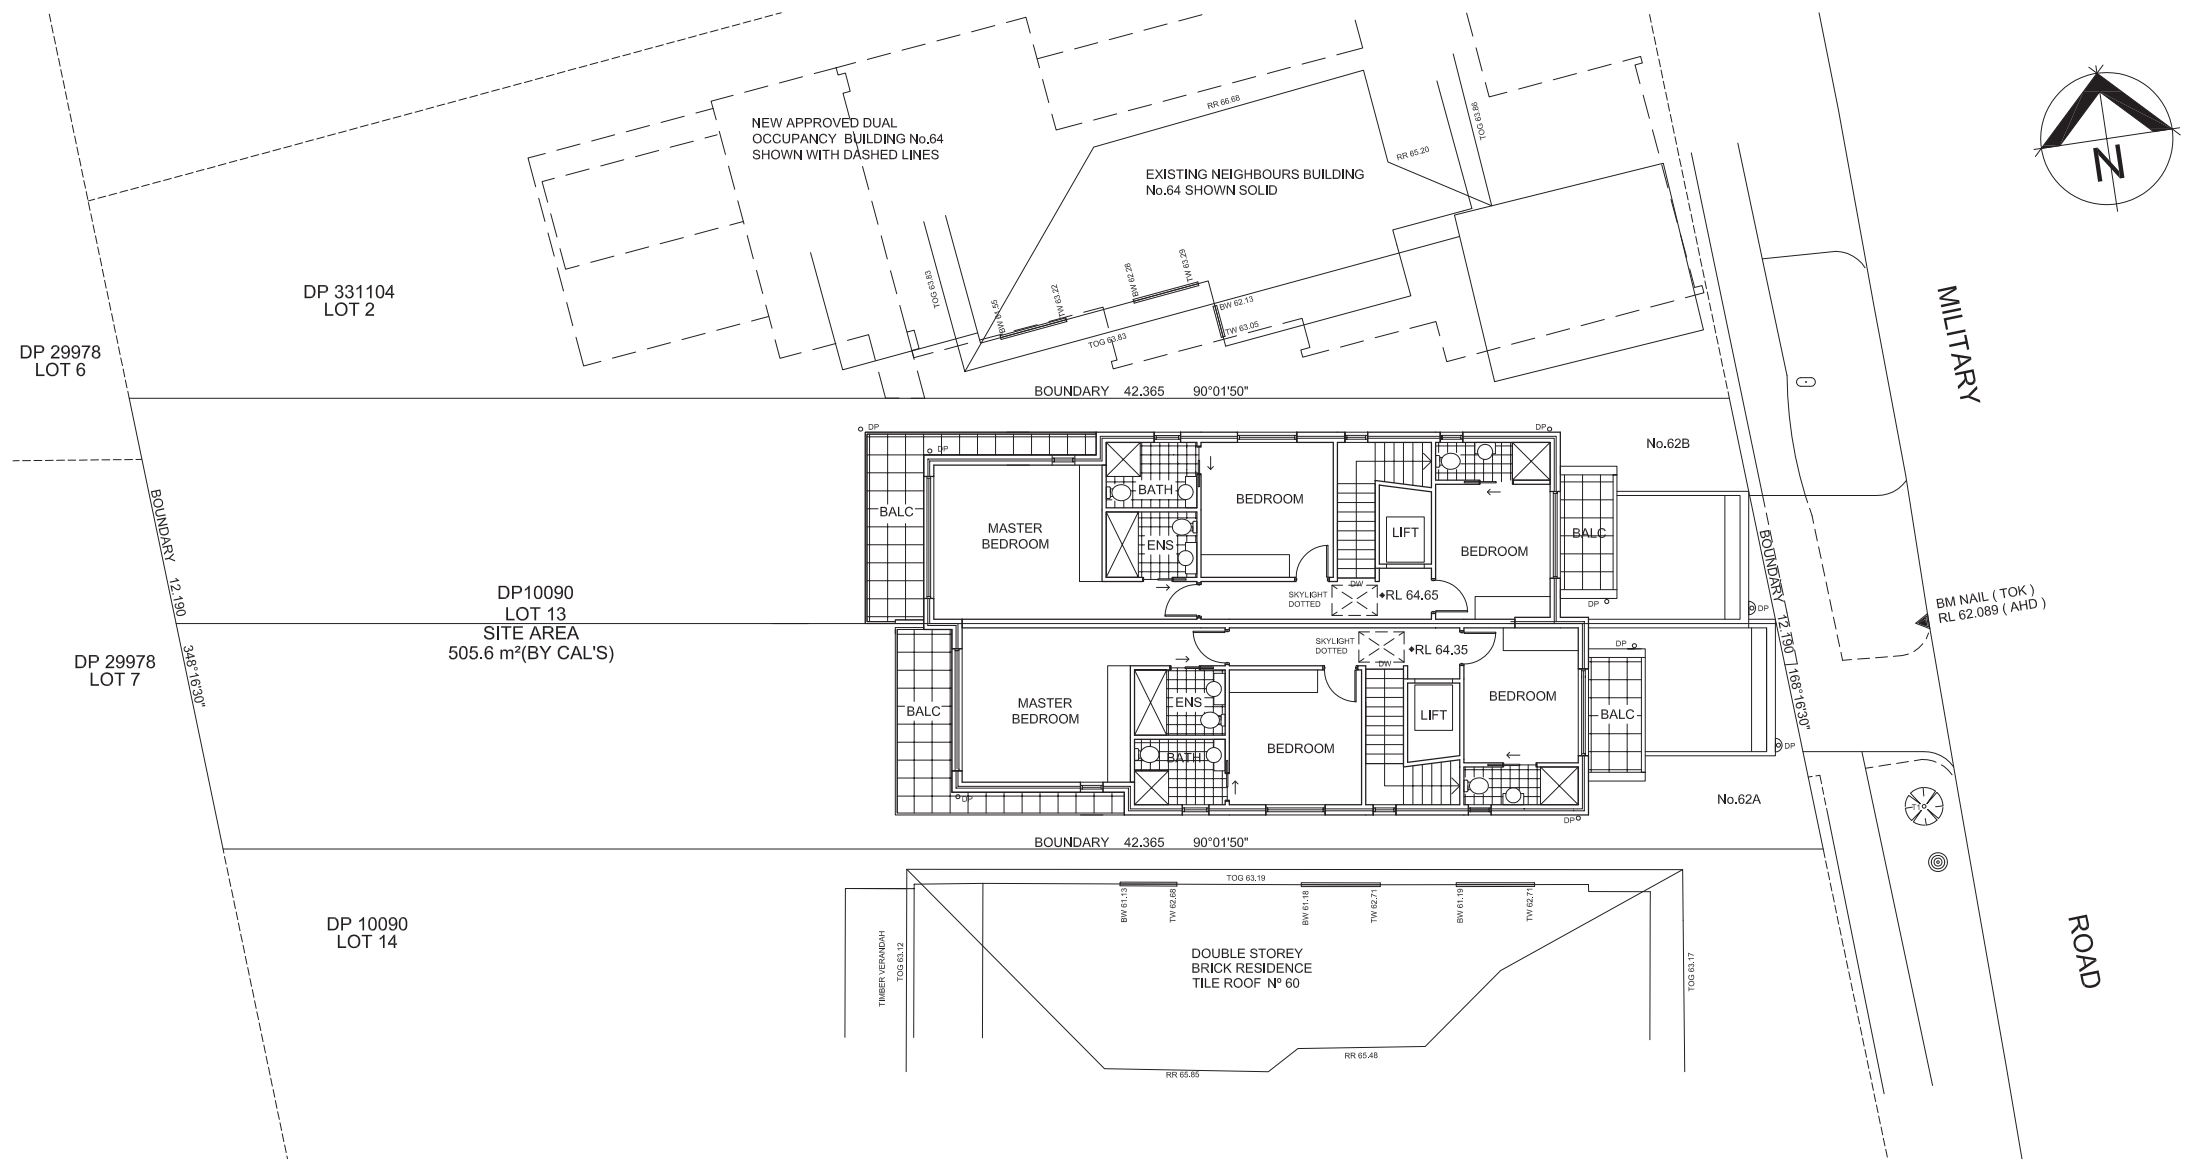 NEW APPROVED DUAL
OCCUPANCY BUILDING No.64
SHOWN WITH DASHED LINES
RR 66.68
TOG 63.86
RR 65.20
EXISTING NEIGHBOURS BUILDING
No.64 SHOWN SOLID
N
DP 331104
LOT 2
TOG 63.83
BW 61.55
TW 63.22
BW 62.28
TW 63.29
BW 62.13
TW 63.05
TOG 63.83
MILITARY
DP 29978
LOT 6
BOUNDARY 42.365 90°01'50"
DP
DP
DP
No.62B
BOUNDARY 12.190
348°16'30"
BALC
MASTER
BEDROOM
BATH
ENS
BEDROOM
LIFT
BEDROOM
BALC
DP
DP
SKYLIGHT
DOTTED
DW
RL 64.65
BOUNDARY 12.190
168°16'30"
BM NAIL ( TOK )
RL 62.089 ( AHD )
DP10090
LOT 13
SITE AREA
505.6 m²(BY CAL'S)
DP 29978
LOT 7
SKYLIGHT
DOTTED
DW
RL 64.35
DP
BALC
MASTER
BEDROOM
ENS
BATH
BEDROOM
LIFT
BEDROOM
BALC
DP
DP
DP
No.62A
BOUNDARY 42.365 90°01'50"
DP 10090
LOT 14
TOG 63.19
BW 61.13
TW 62.68
BW 61.18
TW 62.71
BW 61.19
TW 62.71
TIMBER VERANDAH
TOG 63.12
DOUBLE STOREY
BRICK RESIDENCE
TILE ROOF Nº 60
TOG 63.17
RR 65.48
RR 65.85
ROAD